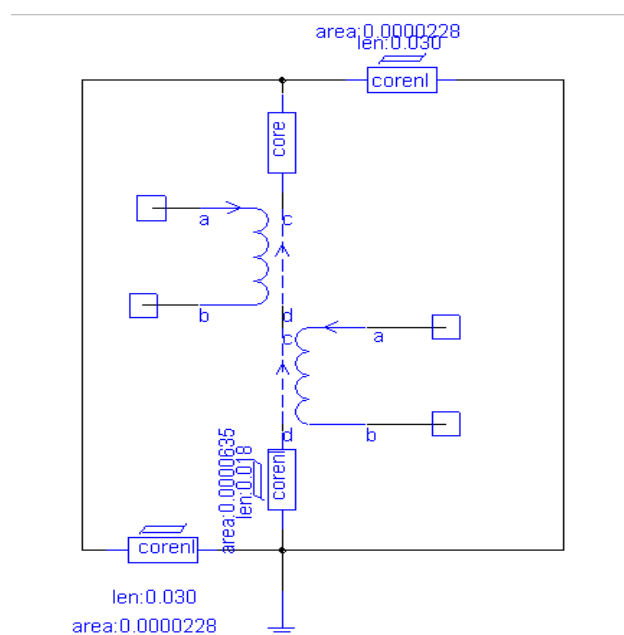 area:0.0000228
len:0.030
corenl
core
a
c
b
d
c
a
d
b
area:0.0000635
len:0.018
corenl
corenl
len:0.030
area:0.0000228